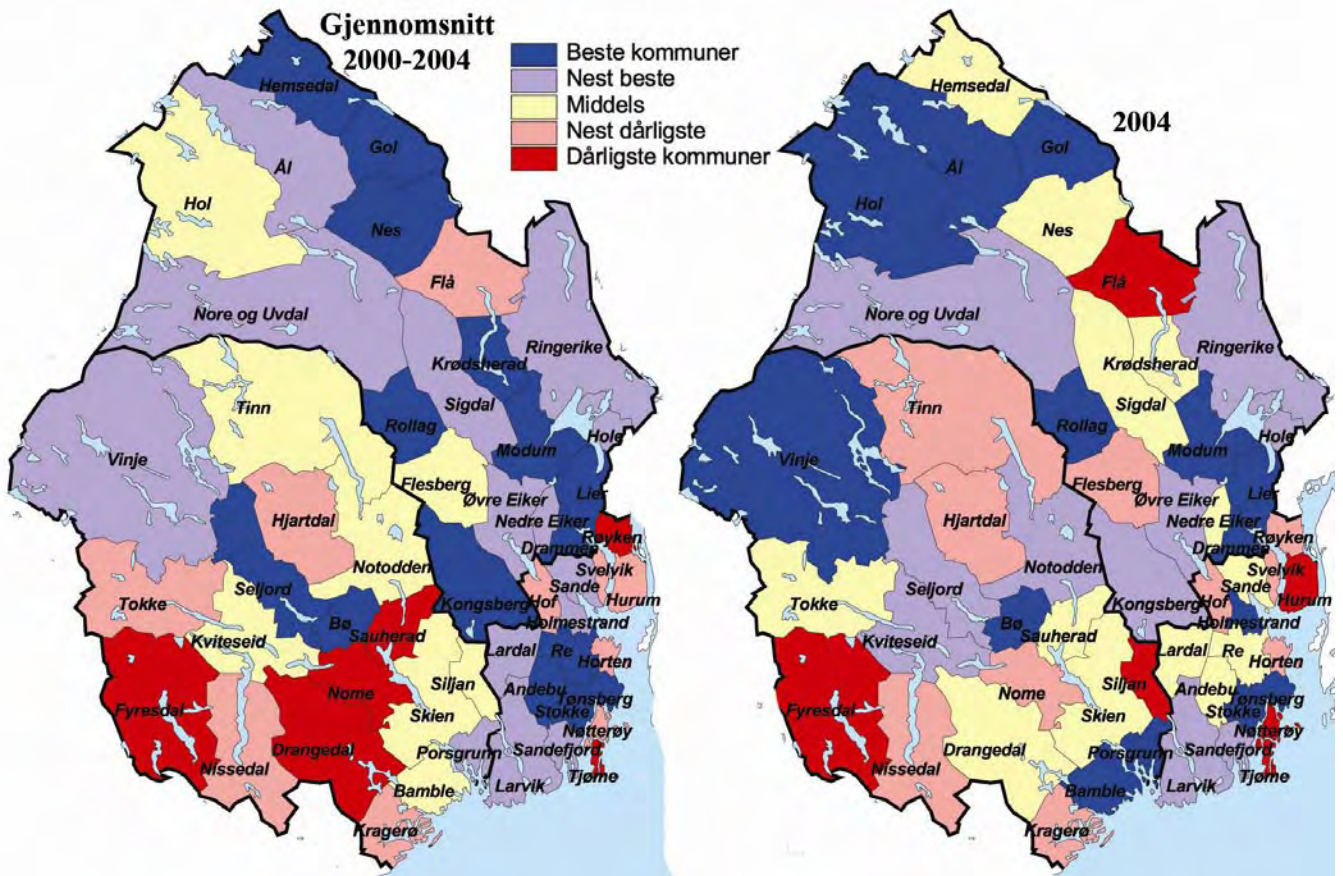 Gjennomsnitt
2000-2004
Beste kommuner
Nest beste
Middels
Nest dårligste
Dårligste kommuner
Hemsedal
Gol
Ål
Hol
Nes
Flå
Nore og Uvdal
Ringerike
Krødsherad
Sigdal
Tinn
Rollag
Hole
Modum
Vinje
Flesberg
Øvre Eiker
Lier
Hjartdal
Nedre Eiker
Røyken
Drammen
Notodden
Svelvik
Seljord
Sande
Hurum
Tokke
Kongsberg
Hof
Bø
Holmestrand
Sauherad
Kviteseid
Lardal
Re
Horten
Nome
Siljan
Andebu
Tønsberg
Fyresdal
Skien
Stokke
Nøtterøy
Drangedal
Porsgrunn
Sandefjord
Nissedal
Tjøme
Larvik
Bamble
Kragerø
2004
Hemsedal
Gol
Ål
Hol
Nes
Flå
Nore og Uvdal
Ringerike
Krødsherad
Sigdal
Tinn
Rollag
Hole
Modum
Vinje
Flesberg
Øvre Eiker
Lier
Hjartdal
Nedre Eiker
Røyken
Drammen
Notodden
Svelvik
Seljord
Sande
Hurum
Tokke
Kongsberg
Hof
Bø
Holmestrand
Sauherad
Kviteseid
Lardal
Re
Horten
Nome
Siljan
Andebu
Tønsberg
Fyresdal
Skien
Stokke
Nøtterøy
Drangedal
Porsgrunn
Sandefjord
Nissedal
Tjøme
Larvik
Bamble
Kragerø